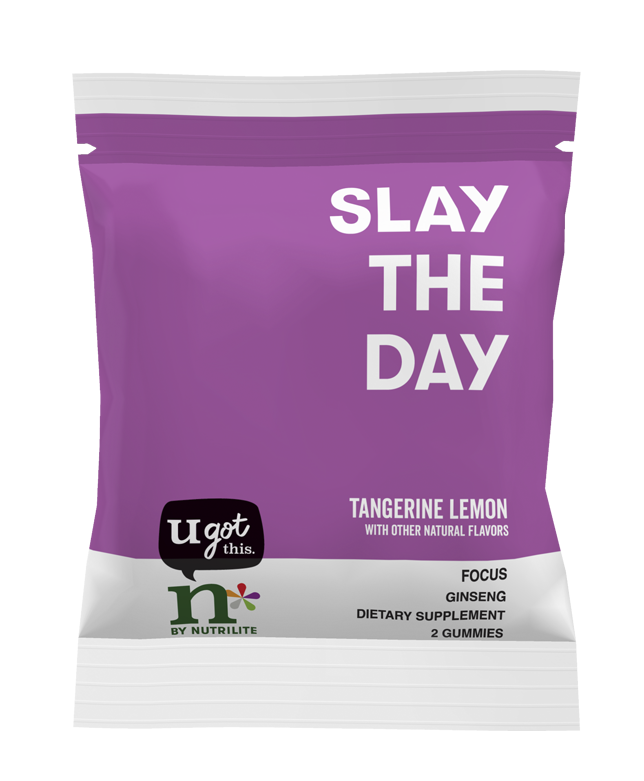 SLAY
THE
DAY
TANGERINE LEMON
WITH OTHER NATURAL FLAVORS
u got
this.
n*
BY NUTRILITE
FOCUS
GINSENG
DIETARY SUPPLEMENT
2 GUMMIES